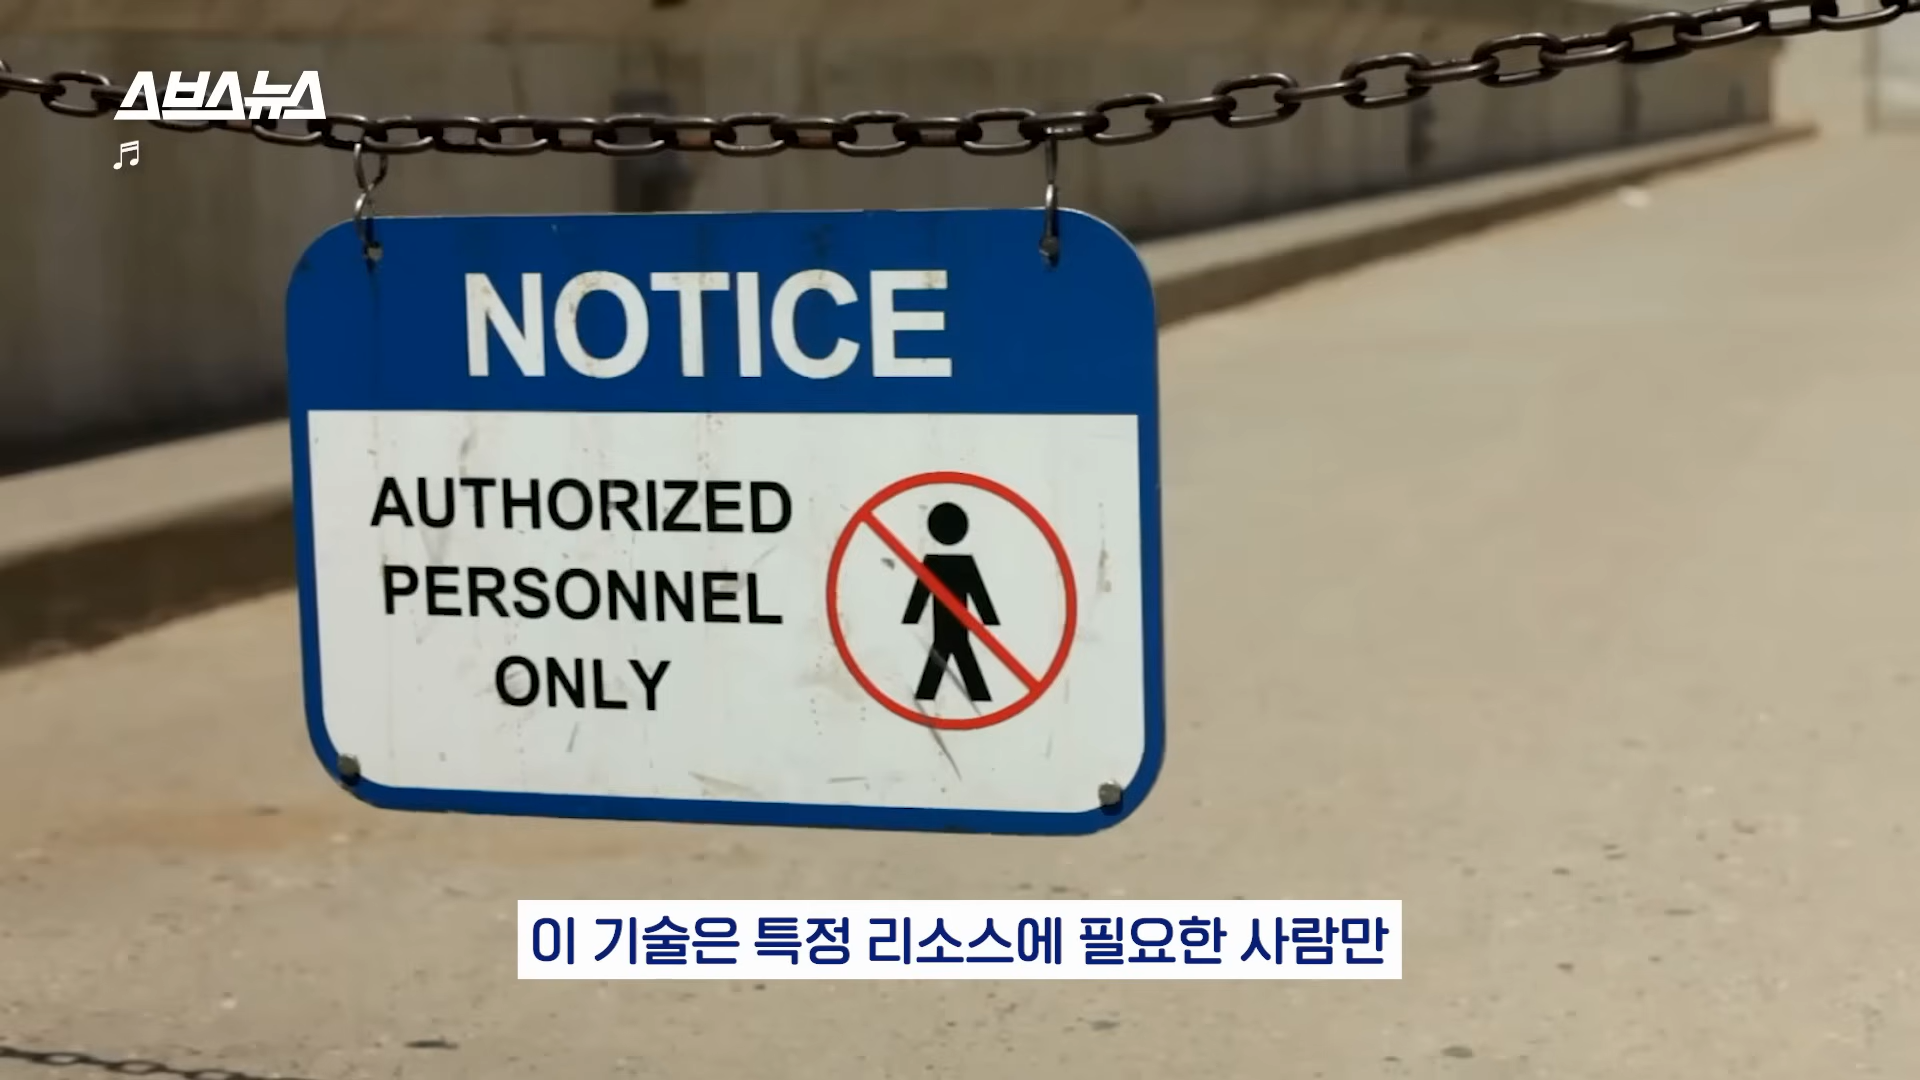 스브스뉴스
NOTICE
AUTHORIZED
PERSONNEL
ONLY
이 기술은 특정 리소스에 필요한 사람만